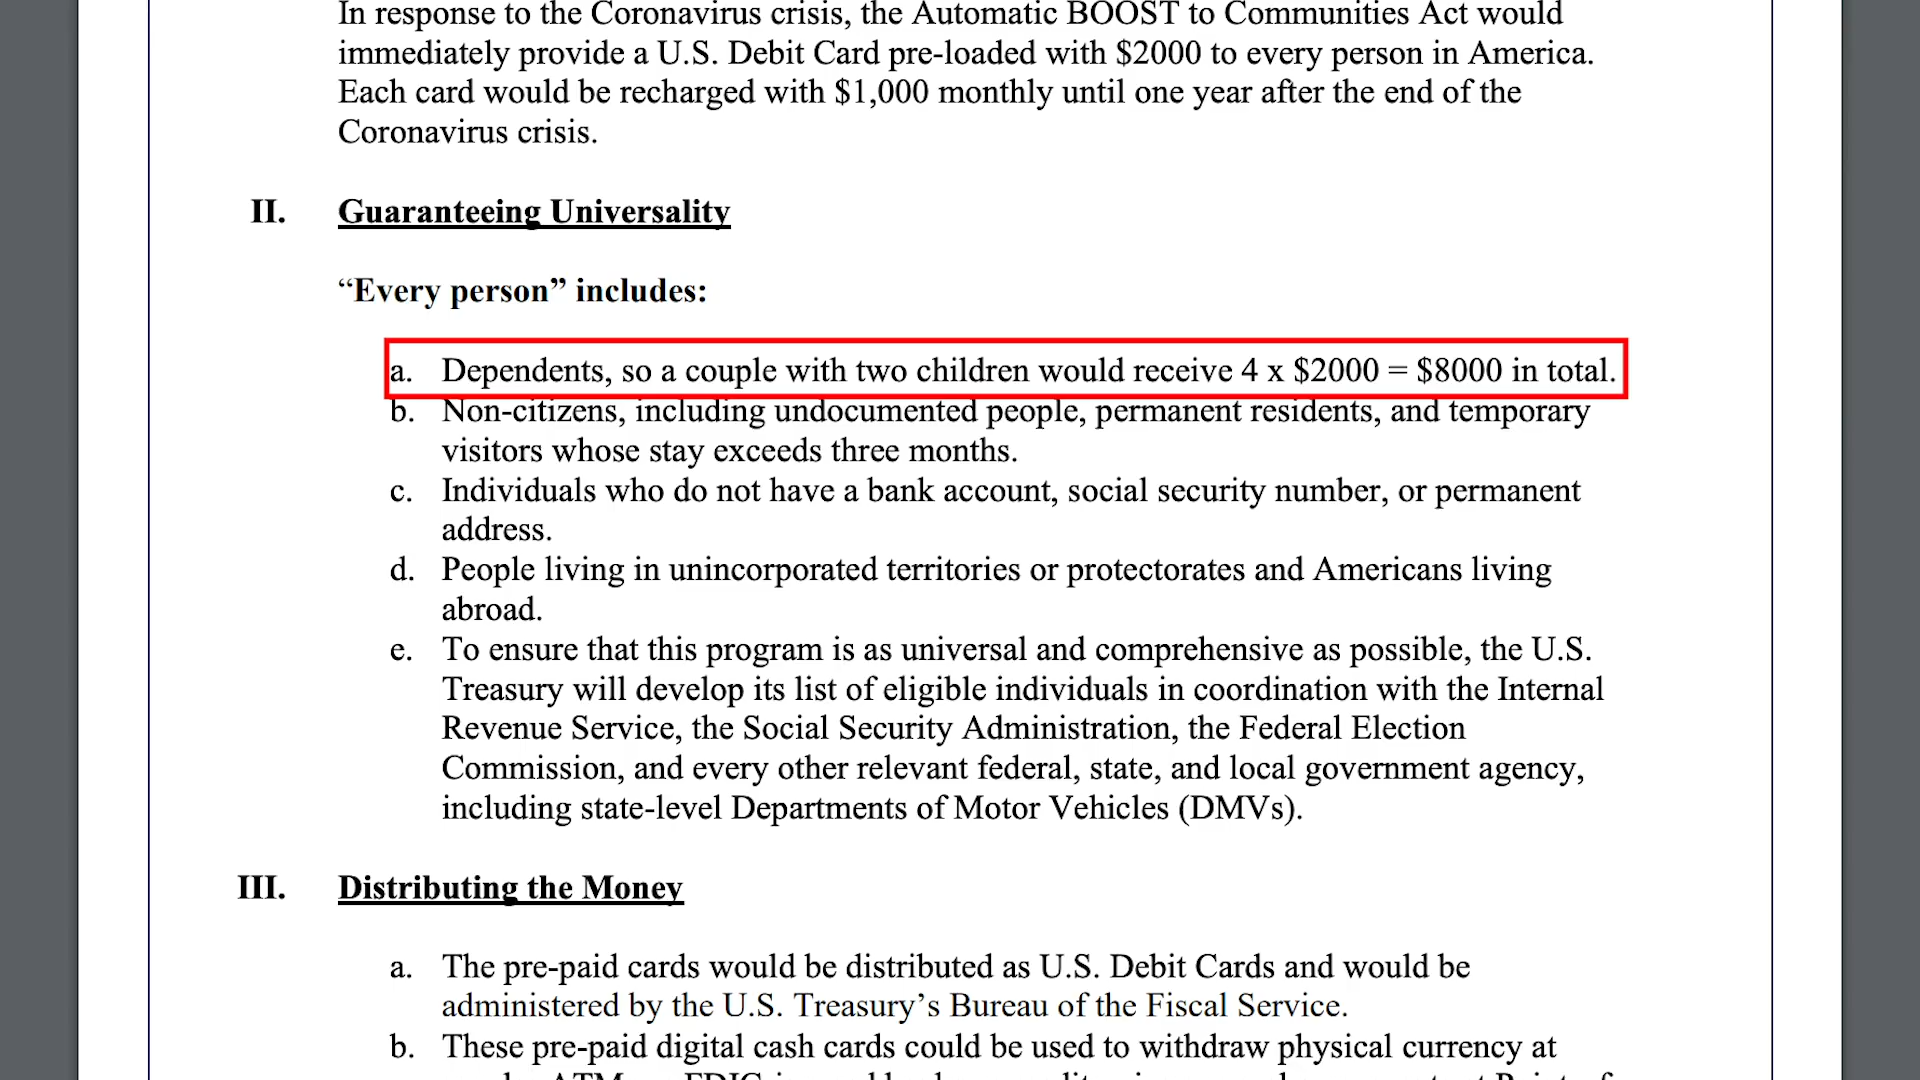 In response to the Coronavirus crisis, the Automatic BOOST to Communities Act would
immediately provide a U.S. Debit Card pre-loaded with $2000 to every person in America.
Each card would be recharged with $1,000 monthly until one year after the end of the
Coronavirus crisis.
II. Guaranteeing Universality
“Every person” includes:
a. Dependents, so a couple with two children would receive 4 x $2000 = $8000 in total.
b. Non-citizens, including undocumented people, permanent residents, and temporary
visitors whose stay exceeds three months.
c. Individuals who do not have a bank account, social security number, or permanent
address.
d. People living in unincorporated territories or protectorates and Americans living
abroad.
e. To ensure that this program is as universal and comprehensive as possible, the U.S.
Treasury will develop its list of eligible individuals in coordination with the Internal
Revenue Service, the Social Security Administration, the Federal Election
Commission, and every other relevant federal, state, and local government agency,
including state-level Departments of Motor Vehicles (DMVs).
III. Distributing the Money
a. The pre-paid cards would be distributed as U.S. Debit Cards and would be
administered by the U.S. Treasury’s Bureau of the Fiscal Service.
b. These pre-paid digital cash cards could be used to withdraw physical currency at